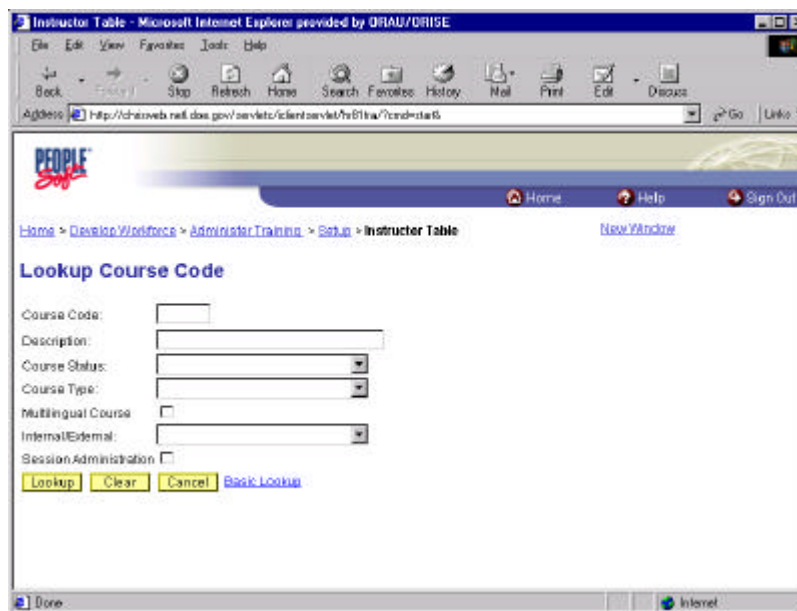 Instructor Table - Microsoft Internet Explorer provided by ORAU/ORISE
File Edit View Favorites Tools Help
Back Forward Stop Refresh Home Search Favorites History Mail Print Edit Discuss
Address Go Links
PEOPLE Soft
Home Help Sign Out
Home > Develop Workforce > Administer Training > Setup > Instructor Table New Window
Lookup Course Code
Course Code:
Description:
Course Status:
Course Type:
Multilingual Course
Internal/External:
Session Administration
Lookup Clear Cancel Basic Lookup
Done Internet